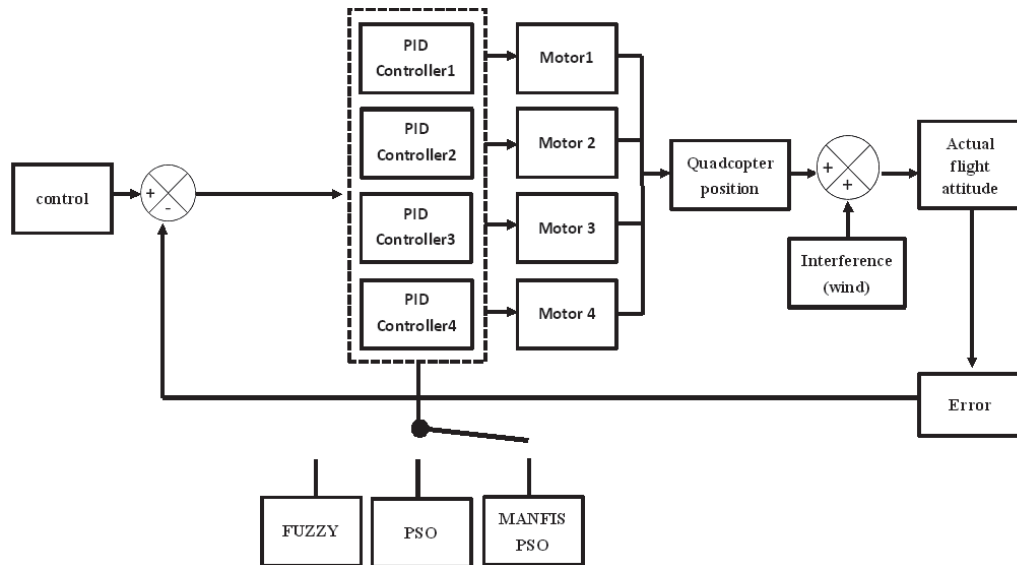 PID
Controller1
Motor1
PID
Controller2
Motor 2
PID
Controller3
Motor 3
PID
Controller4
Motor 4
control
+
-
Quadcopter
position
+
+
Actual
flight
attitude
Interference
(wind)
Error
FUZZY
PSO
MANFIS
PSO